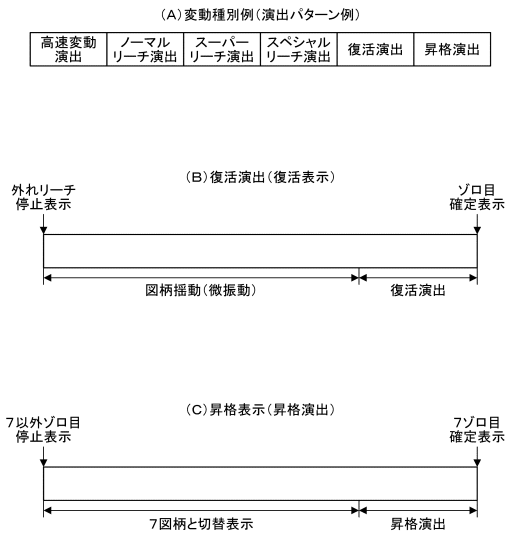 (A)変動種別例(演出パターン例)
高速変動
演出
ノーマル
リーチ演出
スーパー
リーチ演出
スペシャル
リーチ演出
復活演出
昇格演出
(B)復活演出(復活表示)
外れリーチ
停止表示
ゾロ目
確定表示
図柄揺動(微振動)
復活演出
(C)昇格表示(昇格演出)
7以外ゾロ目
停止表示
7ゾロ目
確定表示
7図柄と切替表示
昇格演出